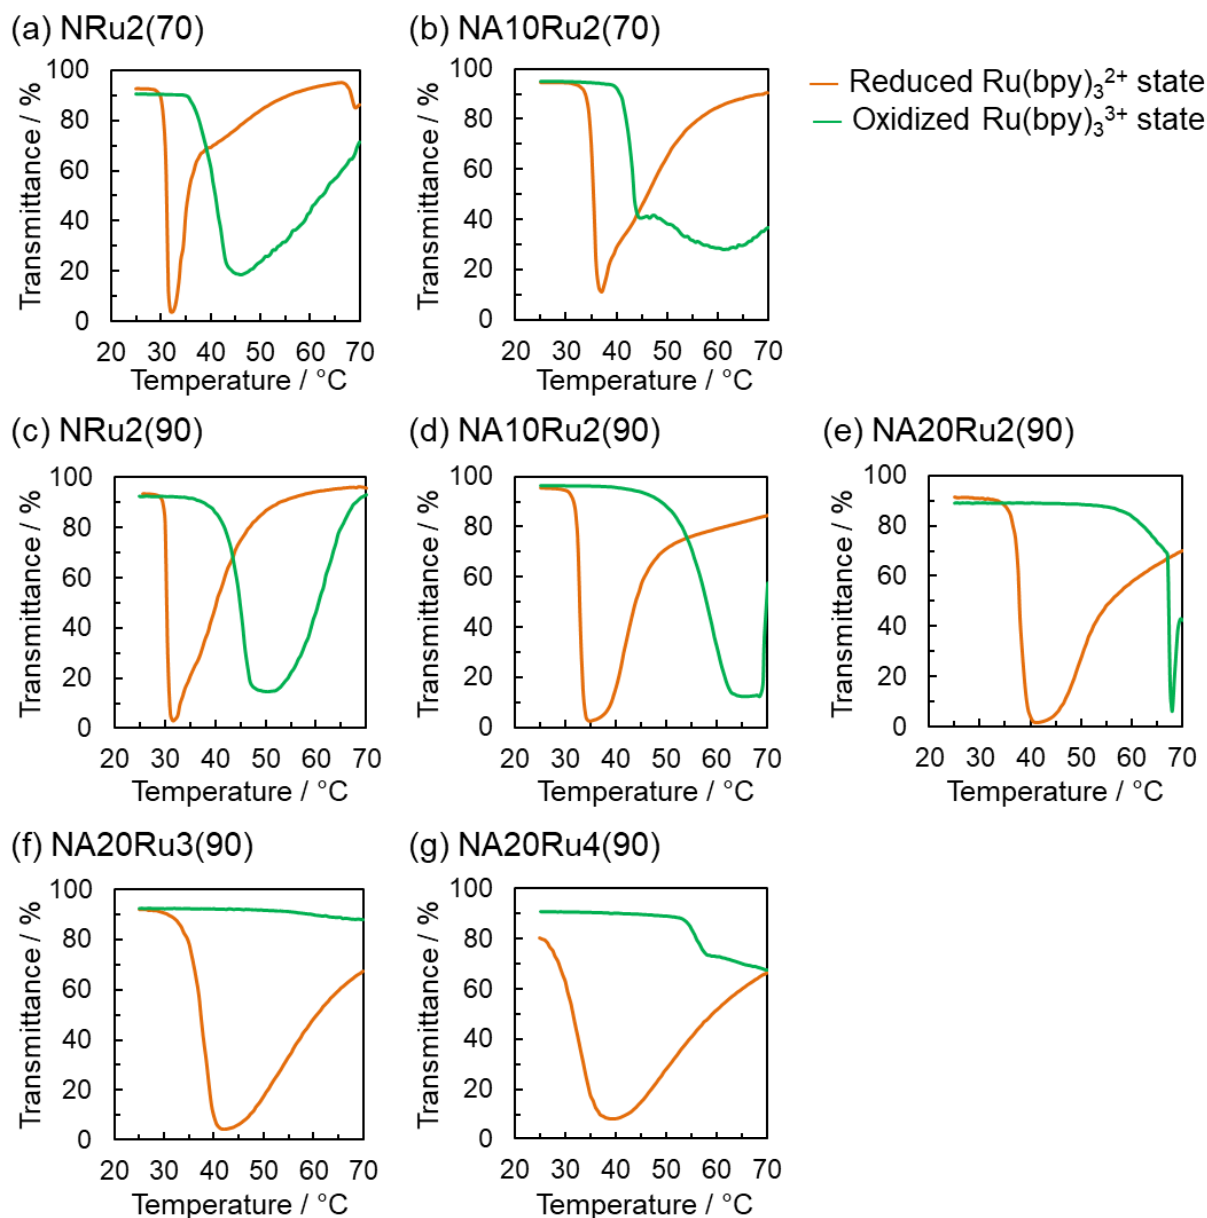 (a) NRu2(70)
Transmittance / %
100
80
60
40
20
0
20 30 40 50 60 70
Temperature / °C
(b) NA10Ru2(70)
Transmittance / %
100
80
60
40
20
0
20 30 40 50 60 70
Temperature / °C
Reduced Ru(bpy)₃²⁺ state
Oxidized Ru(bpy)₃³⁺ state
(c) NRu2(90)
Transmittance / %
100
80
60
40
20
0
20 30 40 50 60 70
Temperature / °C
(d) NA10Ru2(90)
Transmittance / %
100
80
60
40
20
0
20 30 40 50 60 70
Temperature / °C
(e) NA20Ru2(90)
Transmittance / %
100
80
60
40
20
0
20 30 40 50 60 70
Temperature / °C
(f) NA20Ru3(90)
Transmittance / %
100
80
60
40
20
0
20 30 40 50 60 70
Temperature / °C
(g) NA20Ru4(90)
Transmittance / %
100
80
60
40
20
0
20 30 40 50 60 70
Temperature / °C